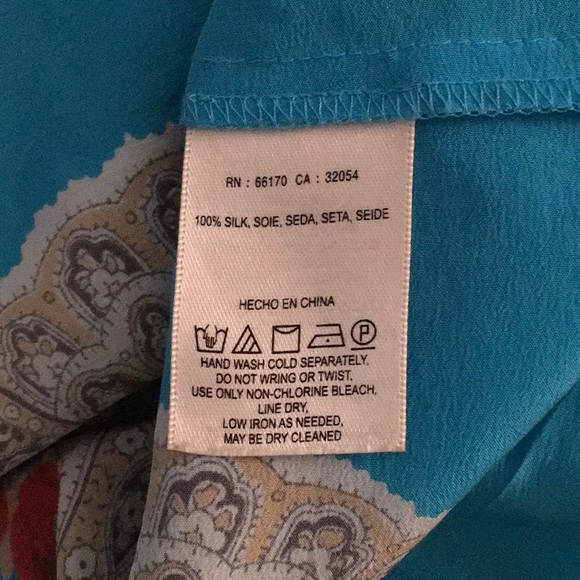 RN : 66170 CA : 32054
100% SILK, SOIE, SEDA, SETA, SEIDE
HECHO EN CHINA
P
HAND WASH COLD SEPARATELY.
DO NOT WRING OR TWIST.
USE ONLY NON-CHLORINE BLEACH.
LINE DRY,
LOW IRON AS NEEDED,
MAY BE DRY CLEANED